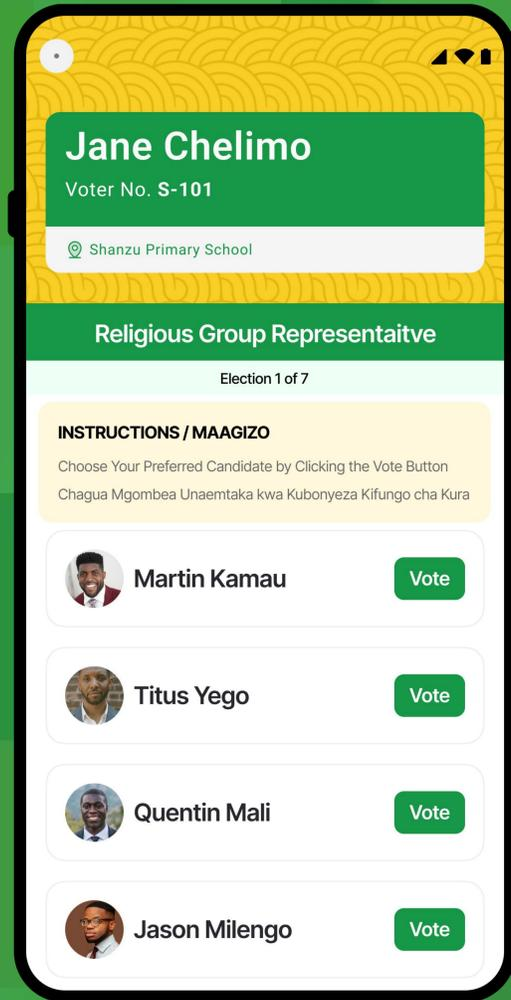 Jane Chelimo
Voter No. S-101
Shanzu Primary School
Religious Group Representaitve
Election 1 of 7
INSTRUCTIONS / MAAGIZO
Choose Your Preferred Candidate by Clicking the Vote Button
Chagua Mgombea Unaemtaka kwa Kubonyeza Kifungo cha Kura
Martin Kamau Vote
Titus Yego Vote
Quentin Mali Vote
Jason Milengo Vote